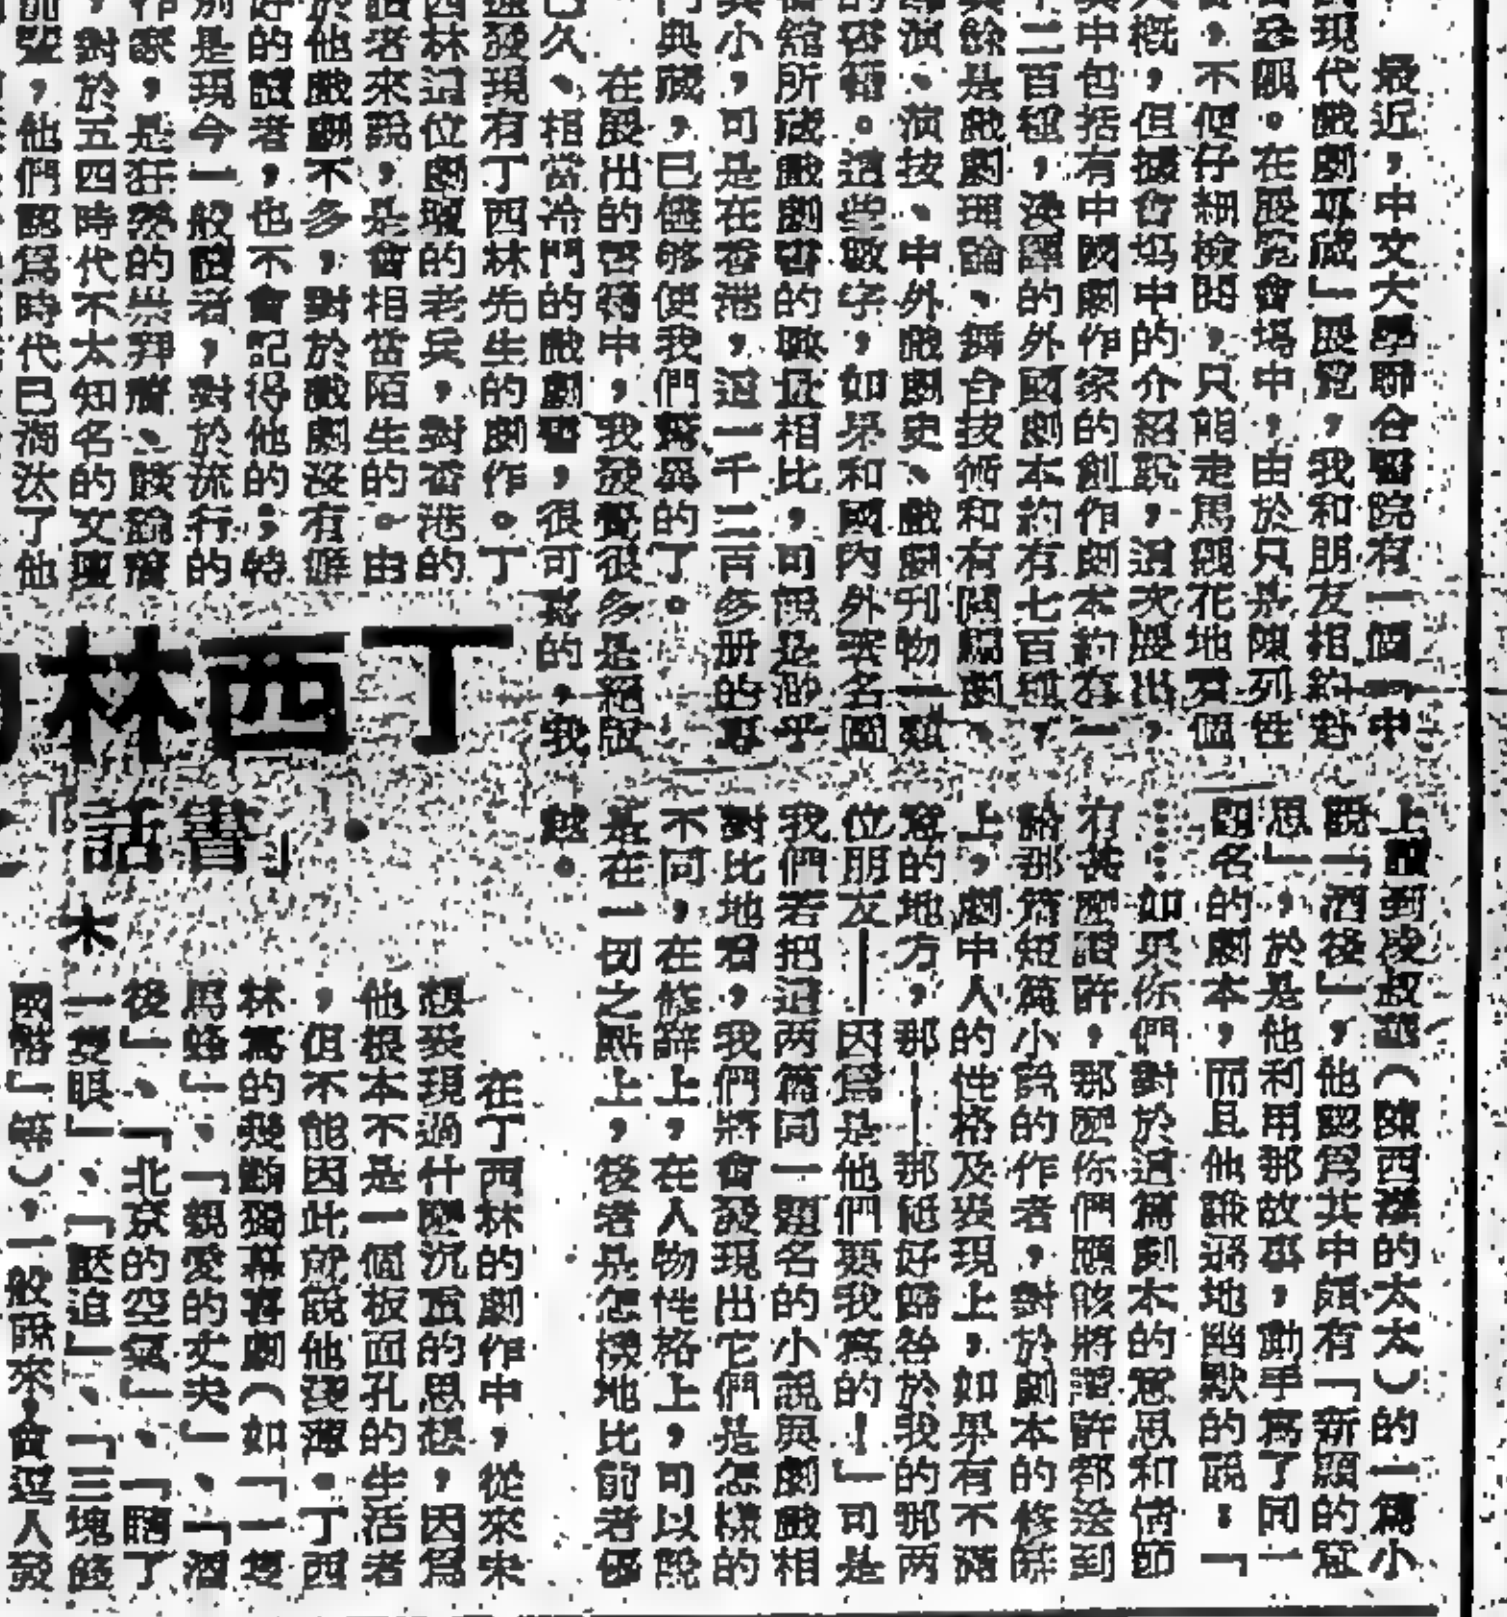 最近，中文大學聯合書院有一個「中
現代戲劇專藏」展覽，我和朋友相約赴
參觀。在展覽會場中，由於只是陳列性
，不便仔細檢閱，只能走馬觀花地看個
大概，但據會場中的介紹說，這次展出，
其中包括有中國劇作家的創作劇本約有一
千二百種，決譯的外國劇本約有七百種，
其餘是戲劇理論、舞台技術和有關編劇、
導演、演技、中外戲劇史、戲劇刊物一類
的書籍。這些數字，如果和國內外著名圖
書館所藏戲劇書的數量相比，可能是渺乎
其小，可是在香港，這一千二百多册的專
門典藏，已儘够使我們驚異的了。
在展出的書籍中，我發覺很多是絕版
已久、相當冷門的戲劇書，很可喜的，我
還發現有丁西林先生的劇作。丁
西林這位劇壇的老兵，對香港的
讀者來說，是會相當陌生的。由
於他戲劇不多，對於戲劇沒有癖
好的讀者，也不會記得他的；特
別是現今一般讀者，對於流行的
作家，是狂熱的崇拜
，對於五四時代不太知名的文壇
前輩，他們認爲時代已淘汰了他
丁西林
「書話」
木
上說到凌叔華（陳西瀅的太太）的一篇小
說「酒後」，他認爲其中頗有「新穎的意
思」，於是他利用那故事，動手寫了同一
題名的劇本，而且他謙遜地幽默的說：「
……如果你們對於這篇劇本的意思和情節
有甚麼讚許，那麼你們應該將讚許都送到
給那篇短篇小說的作者，對於劇本的修辭
上，劇中人的性格及表現上，如果有不滿
意的地方，那——那祇好歸咎於我的那両
位朋友——因爲是他們要我寫的！」可是
我們若把這両篇同一題名的小說與劇戲相
對比地看，我們將會發現出它們是怎樣的
不同，在修辭上，在人物性格上，可以說
是在一切之點上，後者是怎樣地比前者優
越。
在丁西林的劇作中，從來未
想表現過什麼沉重的思想，因爲
他根本不是一個板面孔的生活者
，但不能因此就說他淺薄。丁西
林寫的幾齣獨幕喜劇（如「一隻
馬蜂」、「親愛的丈夫」、「酒
後」、「北京的空氣」、「瞎了
一隻眼」、「壓迫」、「三塊錢
國幣」等），一般說來，會逗人發